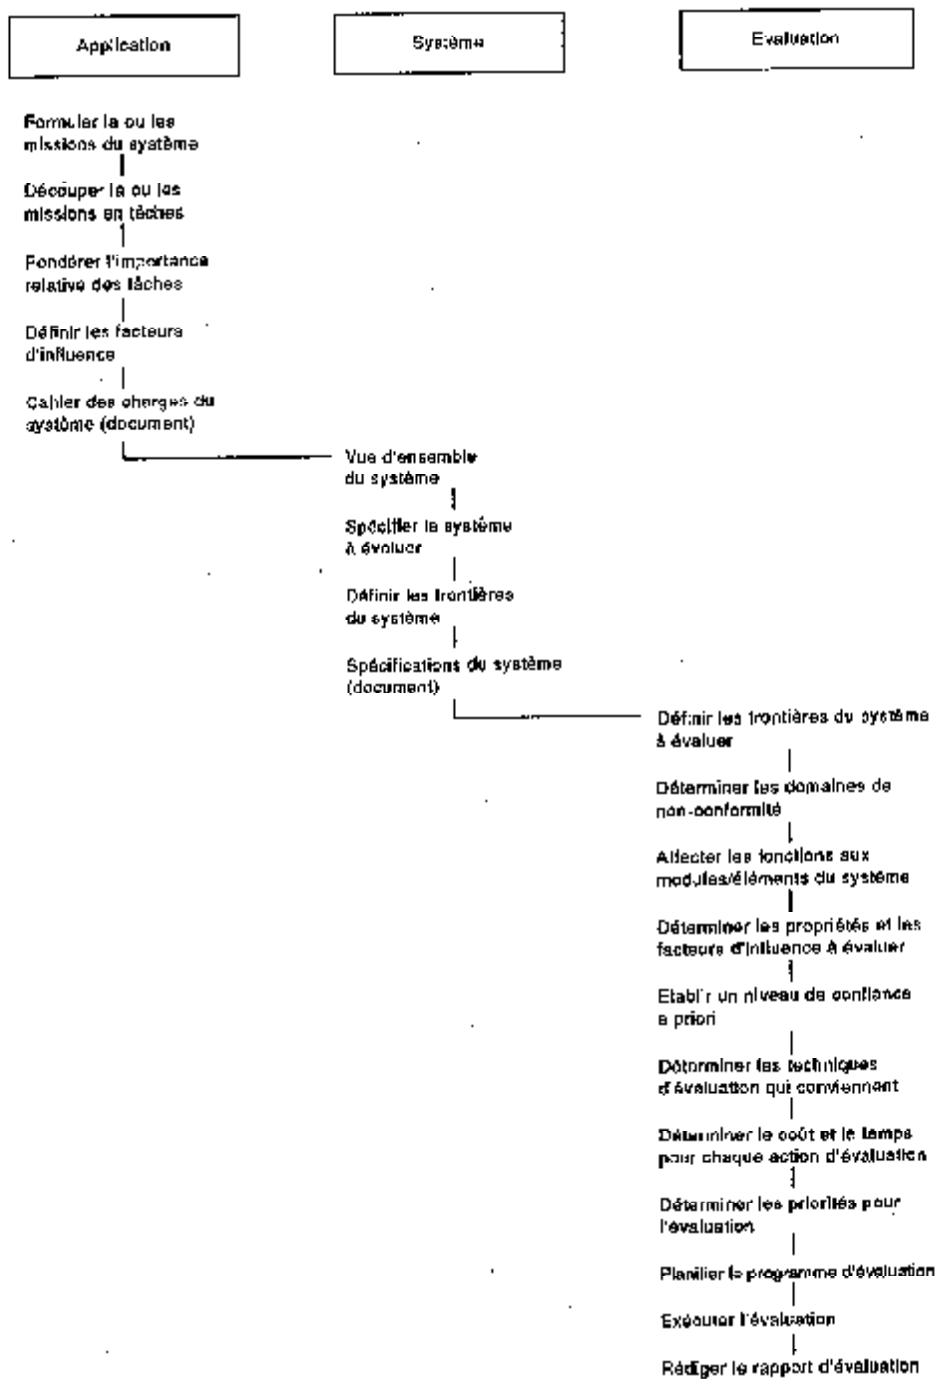 Application
Système
Evaluation
Formuler la ou les
missions du système
Découper la ou les
missions en tâches
Pondérer l'importance
relative des tâches
Définir les facteurs
d'influence
Cahier des charges du
système (document)
Vue d'ensemble
du système
Spécifier le système
à évaluer
Définir les frontières
du système
Spécifications du système
(document)
Définir les frontières du système
à évaluer
Déterminer les domaines de
non-conformité
Affecter les fonctions aux
modules/éléments du système
Déterminer les propriétés et les
facteurs d'influence à évaluer
Etablir un niveau de confiance
a priori
Déterminer les techniques
d'évaluation qui conviennent
Déterminer le coût et le temps
pour chaque action d'évaluation
Déterminer les priorités pour
l'évaluation
Planifier le programme d'évaluation
Exécuter l'évaluation
Rédiger le rapport d'évaluation